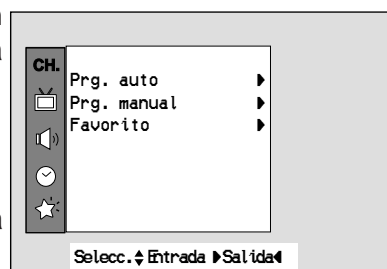 CH.
Prg. auto
Prg. manual
Favorito
Selecc. Entrada Salida